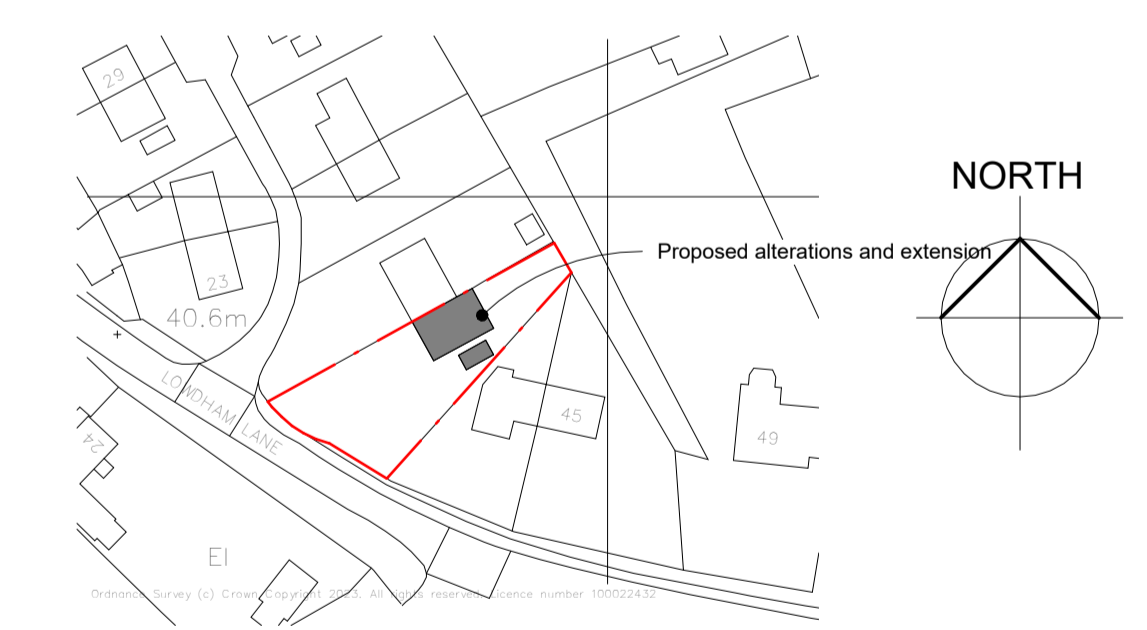 29
NORTH
Proposed alterations and extension
23
40.6m
LOWDHAM LANE
45
24
49
El
Ordnance Survey (c) Crown Copyright 2023. All rights reserved. Licence number 100022432